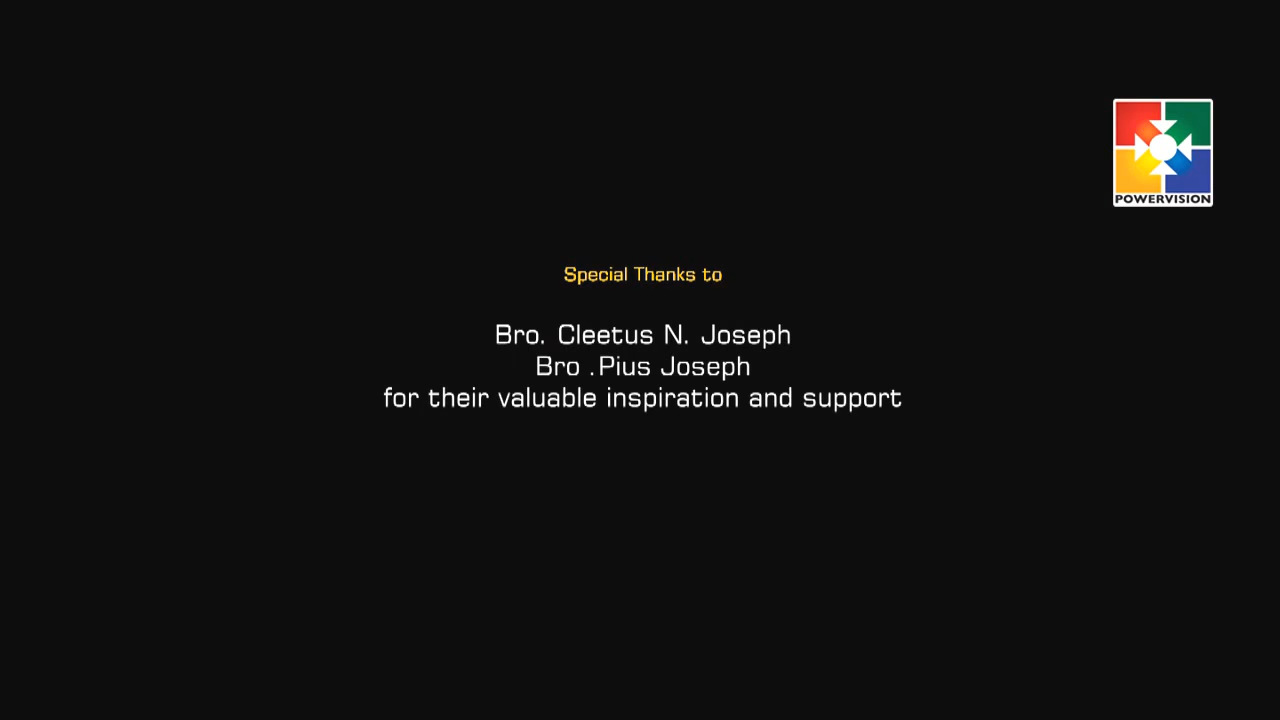 POWERVISION
Special Thanks to
Bro. Cleetus N. Joseph
Bro .Pius Joseph
for their valuable inspiration and support